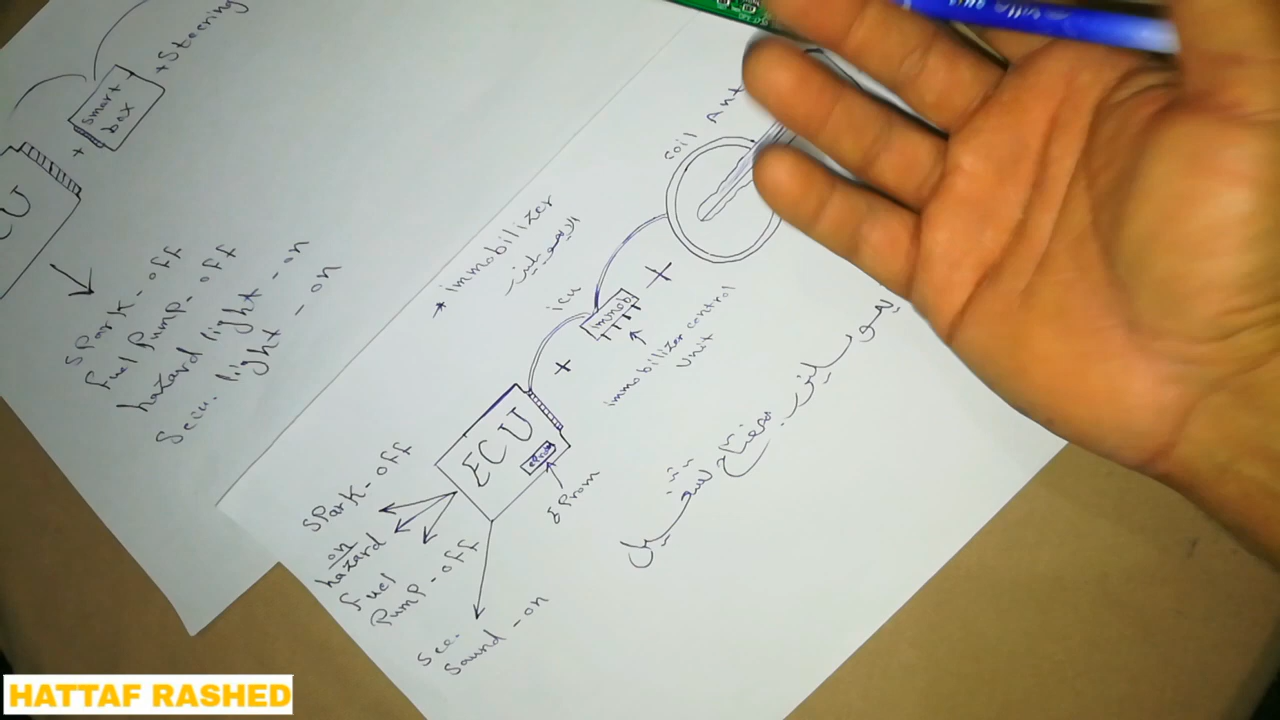 smart
box
+ Steering
+
CU
Spark - off
Fuel Pump - off
hazard light - on
Secu. light - on
* immobilizer
coil Ant
icu
immob
+
+
immobilizer control
Unit
ECU
EProm
Spark - off
on
hazard
Fuel
Pump - off
Sec.
Sound - on
HATTAF RASHED